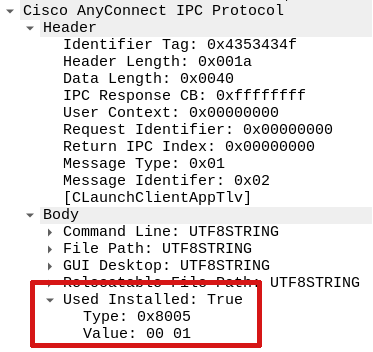 Cisco AnyConnect IPC Protocol
Header
Identifier Tag: 0x4353434f
Header Length: 0x001a
Data Length: 0x0040
IPC Response CB: 0xffffffff
User Context: 0x00000000
Request Identifier: 0x00000000
Return IPC Index: 0x00000000
Message Type: 0x01
Message Identifer: 0x02
[CLaunchClientAppTlv]
Body
Command Line: UTF8STRING
File Path: UTF8STRING
GUI Desktop: UTF8STRING
Relocatable File Path: UTF8STRING
Used Installed: True
Type: 0x8005
Value: 00 01